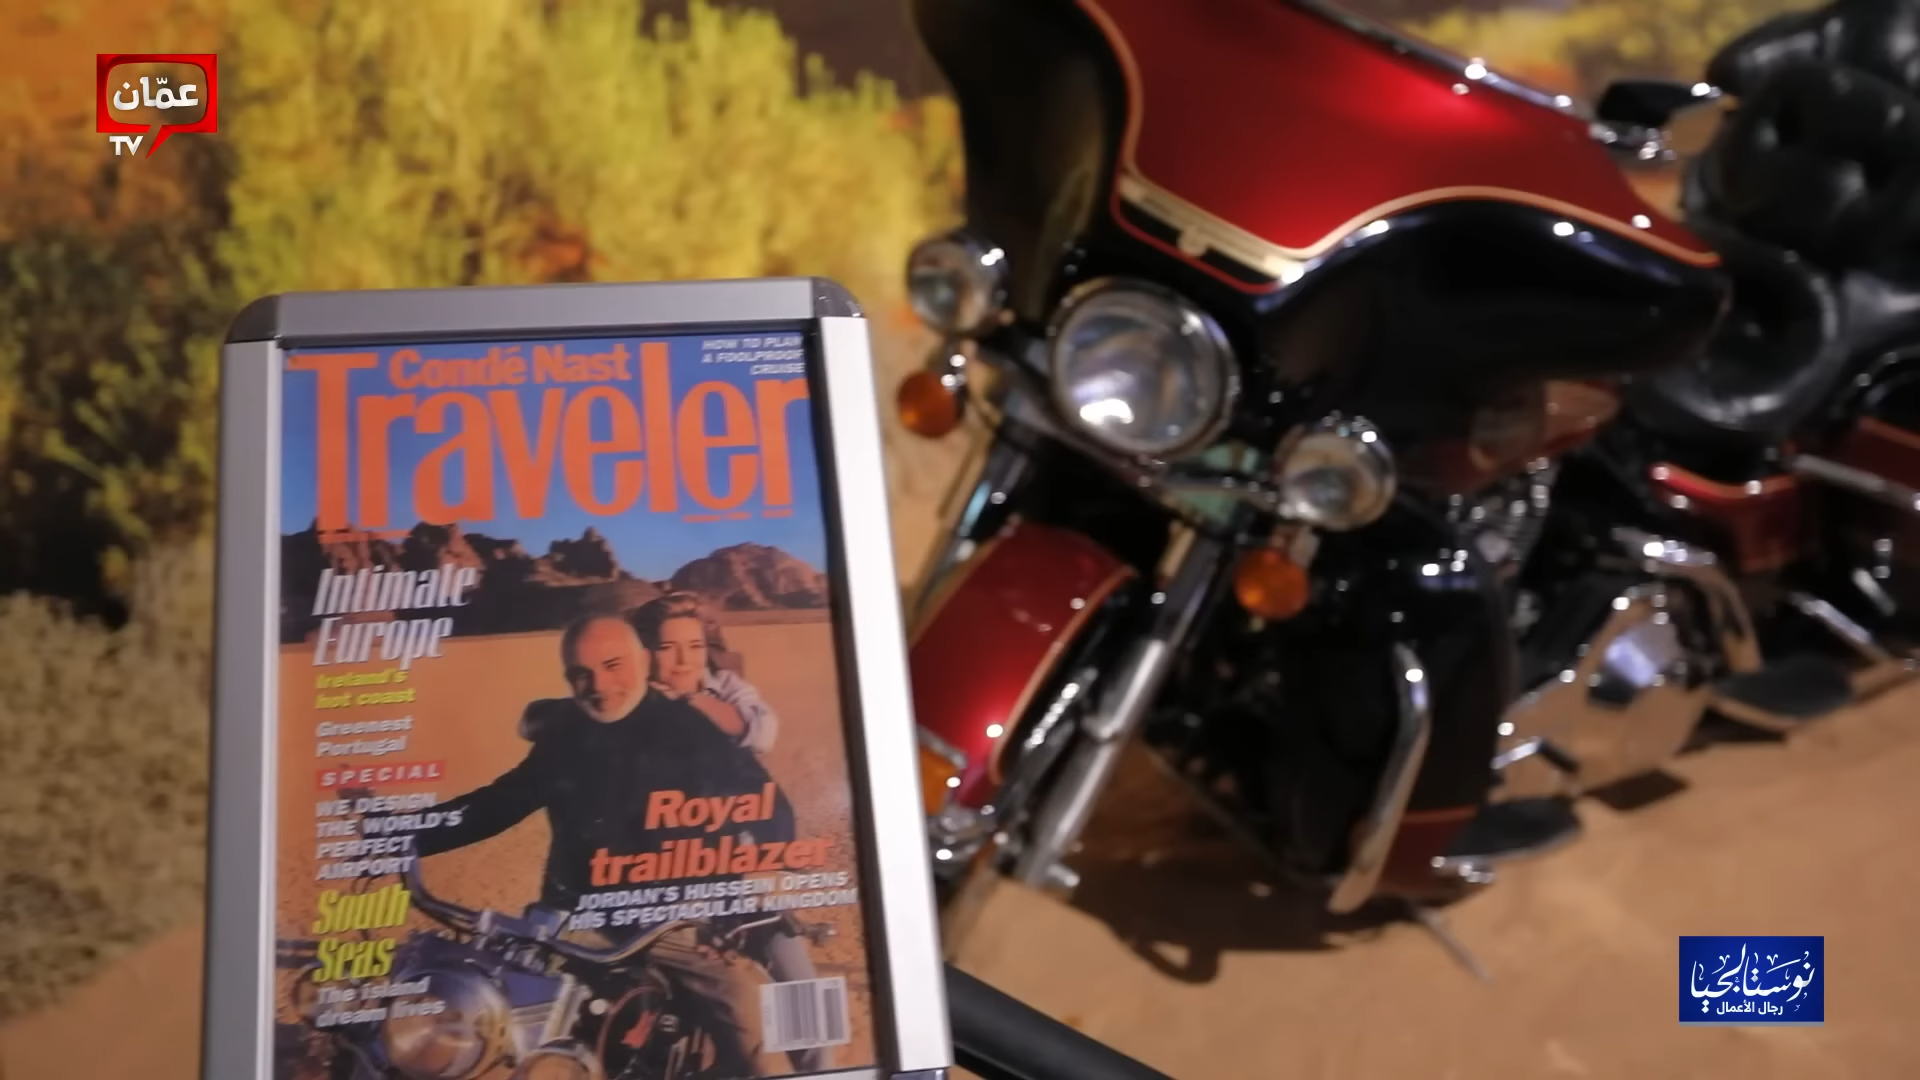 عمّان
TV
HOW TO PLAN
A FOOLPROOF
CRUISE
Condé Nast
Traveler
Intimate
Europe
Ireland's
hot coast
Greenest
Portugal
SPECIAL
WE DESIGN
THE WORLD'S
PERFECT
AIRPORT
South
Seas
The island
dream lives
Royal
trailblazer
JORDAN'S HUSSEIN OPENS
HIS SPECTACULAR KINGDOM
نوستالجيا
رجال الأعمال